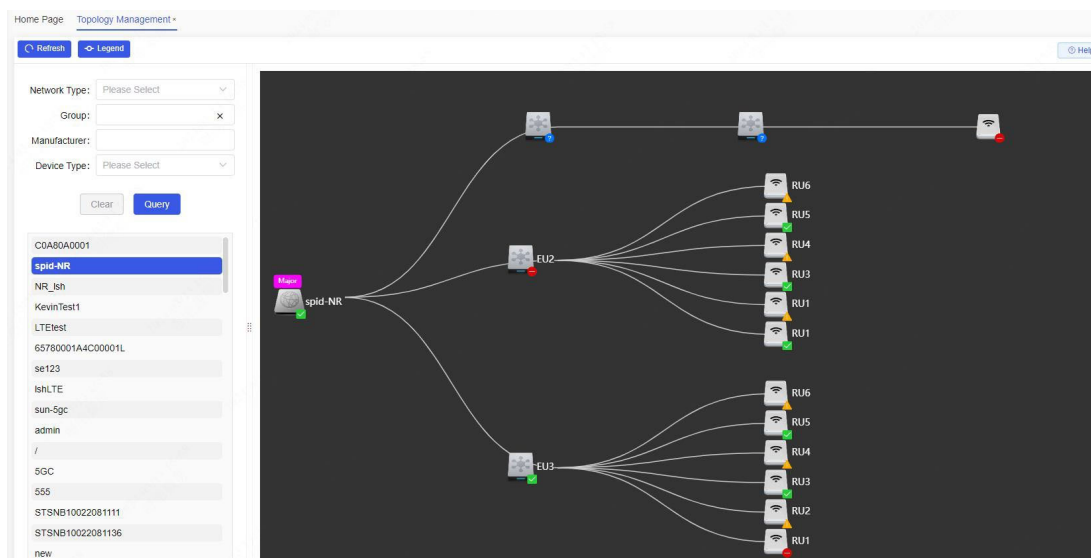 Home Page Topology Management
Refresh Legend
Help
Network Type: Please Select
Group:
Manufacturer:
Device Type: Please Select
Clear Query
C0A80A0001
spid-NR
NR_lsh
KevinTest1
LTEtest
65780001A4C00001L
se123
lshLTE
sun-5gc
admin
/
5GC
555
STSNB10022081111
STSNB10022081136
new
Major
spid-NR
EU2
RU6
RU5
RU4
RU3
RU1
RU1
EU3
RU6
RU5
RU4
RU3
RU2
RU1